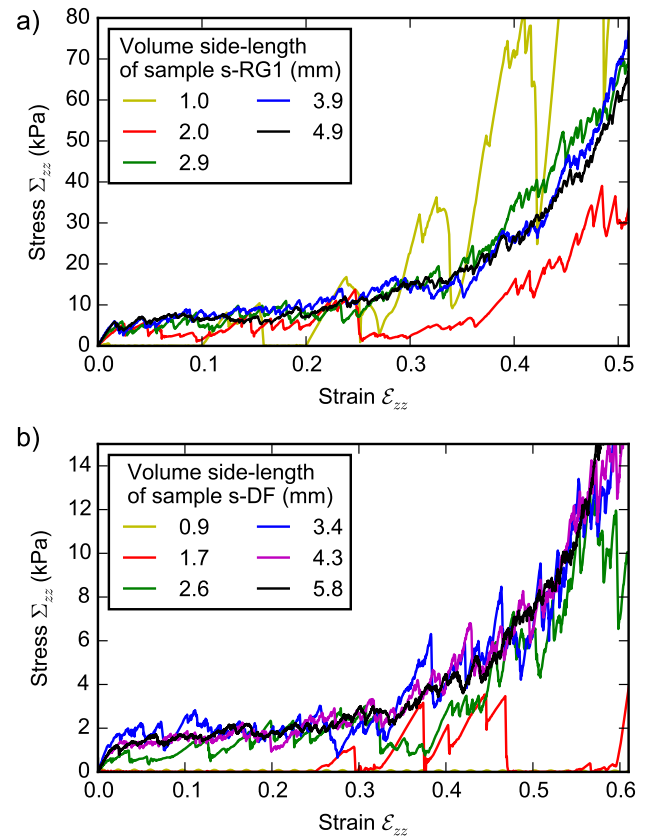 a)
80
70
60
50
40
30
20
10
0
Stress Σzz (kPa)
Volume side-length
of sample s-RG1 (mm)
1.0 3.9
2.0 4.9
2.9
0.0 0.1 0.2 0.3 0.4 0.5
Strain ℰzz
b)
14
12
10
8
6
4
2
0
Stress Σzz (kPa)
Volume side-length
of sample s-DF (mm)
0.9 3.4
1.7 4.3
2.6 5.8
0.0 0.1 0.2 0.3 0.4 0.5 0.6
Strain ℰzz